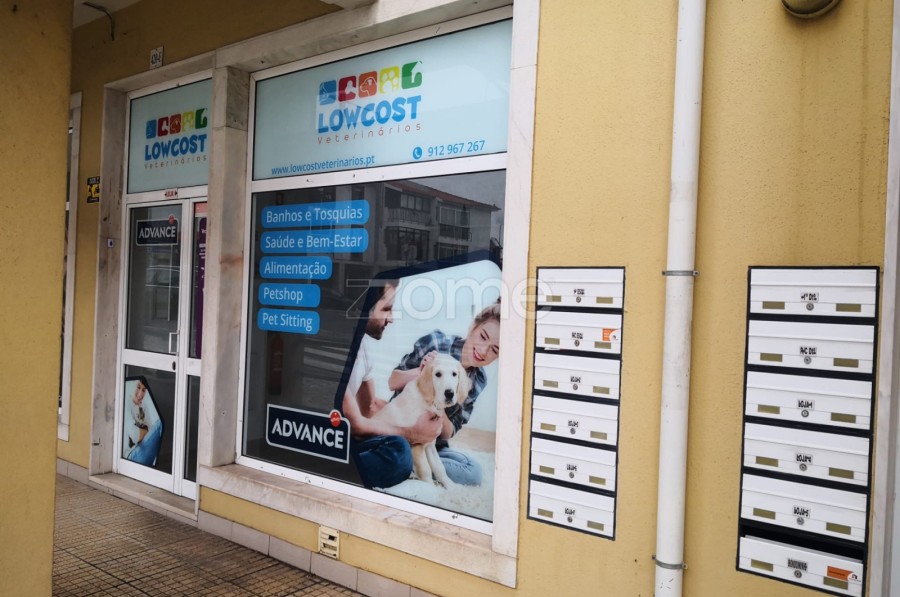 LOWCOST
Veterinários
ADVANCE
LOWCOST
Veterinários
www.lowcostveterinarios.pt
912 967 267
Banhos e Tosquias
Saúde e Bem-Estar
Alimentação
Petshop
Pet Sitting
ADVANCE
zome